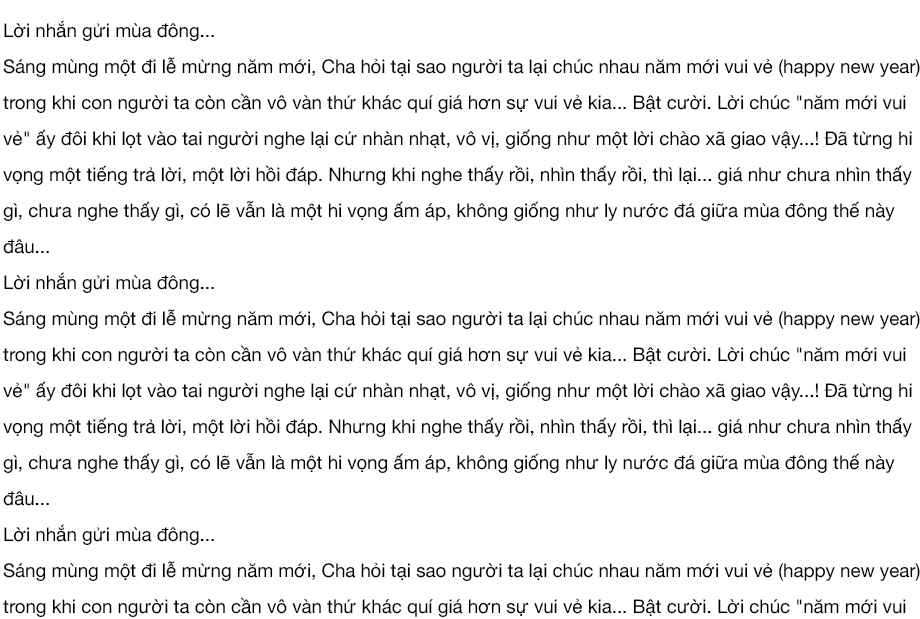 Lời nhắn gửi mùa đông...
Sáng mùng một đi lễ mừng năm mới, Cha hỏi tại sao người ta lại chúc nhau năm mới vui vẻ (happy new year)
trong khi con người ta còn cần vô vàn thứ khác quí giá hơn sự vui vẻ kia... Bật cười. Lời chúc "năm mới vui
vẻ" ấy đôi khi lọt vào tai người nghe lại cứ nhàn nhạt, vô vị, giống như một lời chào xã giao vậy...! Đã từng hi
vọng một tiếng trả lời, một lời hồi đáp. Nhưng khi nghe thấy rồi, nhìn thấy rồi, thì lại... giá như chưa nhìn thấy
gì, chưa nghe thấy gì, có lẽ vẫn là một hi vọng ấm áp, không giống như ly nước đá giữa mùa đông thế này
đâu...
Lời nhắn gửi mùa đông...
Sáng mùng một đi lễ mừng năm mới, Cha hỏi tại sao người ta lại chúc nhau năm mới vui vẻ (happy new year)
trong khi con người ta còn cần vô vàn thứ khác quí giá hơn sự vui vẻ kia... Bật cười. Lời chúc "năm mới vui
vẻ" ấy đôi khi lọt vào tai người nghe lại cứ nhàn nhạt, vô vị, giống như một lời chào xã giao vậy...! Đã từng hi
vọng một tiếng trả lời, một lời hồi đáp. Nhưng khi nghe thấy rồi, nhìn thấy rồi, thì lại... giá như chưa nhìn thấy
gì, chưa nghe thấy gì, có lẽ vẫn là một hi vọng ấm áp, không giống như ly nước đá giữa mùa đông thế này
đâu...
Lời nhắn gửi mùa đông...
Sáng mùng một đi lễ mừng năm mới, Cha hỏi tại sao người ta lại chúc nhau năm mới vui vẻ (happy new year)
trong khi con người ta còn cần vô vàn thứ khác quí giá hơn sự vui vẻ kia... Bật cười. Lời chúc "năm mới vui